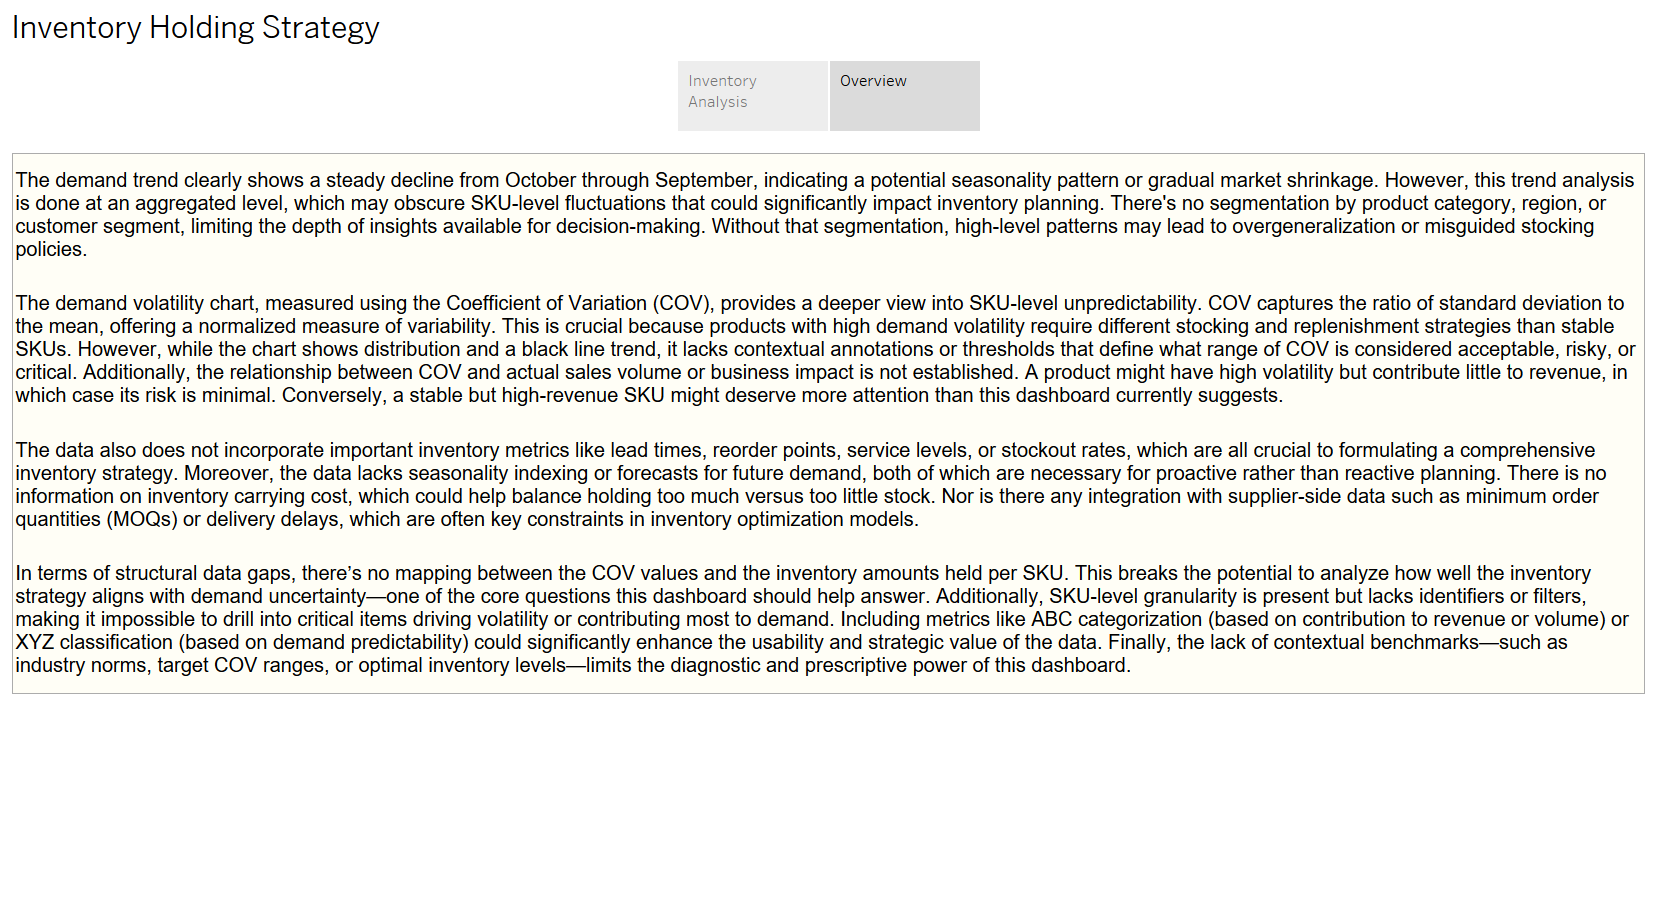 Inventory Holding Strategy
Inventory
Analysis
Overview
The demand trend clearly shows a steady decline from October through September, indicating a potential seasonality pattern or gradual market shrinkage. However, this trend analysis
is done at an aggregated level, which may obscure SKU-level fluctuations that could significantly impact inventory planning. There's no segmentation by product category, region, or
customer segment, limiting the depth of insights available for decision-making. Without that segmentation, high-level patterns may lead to overgeneralization or misguided stocking
policies.
The demand volatility chart, measured using the Coefficient of Variation (COV), provides a deeper view into SKU-level unpredictability. COV captures the ratio of standard deviation to
the mean, offering a normalized measure of variability. This is crucial because products with high demand volatility require different stocking and replenishment strategies than stable
SKUs. However, while the chart shows distribution and a black line trend, it lacks contextual annotations or thresholds that define what range of COV is considered acceptable, risky, or
critical. Additionally, the relationship between COV and actual sales volume or business impact is not established. A product might have high volatility but contribute little to revenue, in
which case its risk is minimal. Conversely, a stable but high-revenue SKU might deserve more attention than this dashboard currently suggests.
The data also does not incorporate important inventory metrics like lead times, reorder points, service levels, or stockout rates, which are all crucial to formulating a comprehensive
inventory strategy. Moreover, the data lacks seasonality indexing or forecasts for future demand, both of which are necessary for proactive rather than reactive planning. There is no
information on inventory carrying cost, which could help balance holding too much versus too little stock. Nor is there any integration with supplier-side data such as minimum order
quantities (MOQs) or delivery delays, which are often key constraints in inventory optimization models.
In terms of structural data gaps, there’s no mapping between the COV values and the inventory amounts held per SKU. This breaks the potential to analyze how well the inventory
strategy aligns with demand uncertainty—one of the core questions this dashboard should help answer. Additionally, SKU-level granularity is present but lacks identifiers or filters,
making it impossible to drill into critical items driving volatility or contributing most to demand. Including metrics like ABC categorization (based on contribution to revenue or volume) or
XYZ classification (based on demand predictability) could significantly enhance the usability and strategic value of the data. Finally, the lack of contextual benchmarks—such as
industry norms, target COV ranges, or optimal inventory levels—limits the diagnostic and prescriptive power of this dashboard.